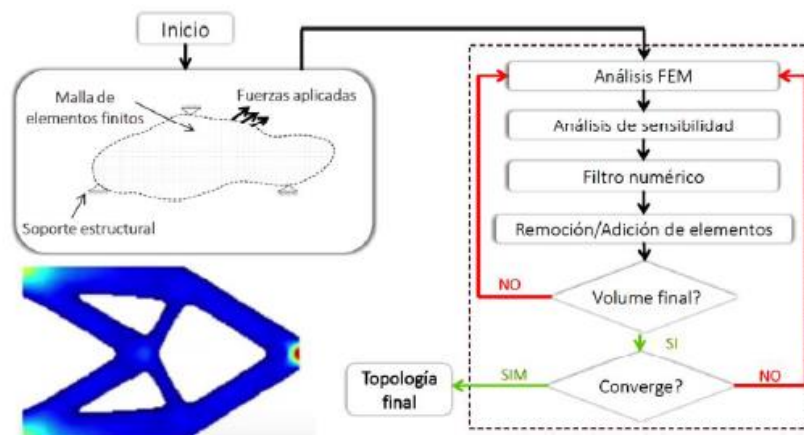 Inicio
Malla de
elementos finitos
Fuerzas aplicadas
Soporte estructural
Análisis FEM
Análisis de sensibilidad
Filtro numérico
Remoción/Adición de elementos
NO
Volume final?
SI
SIM
Converge?
NO
Topología
final